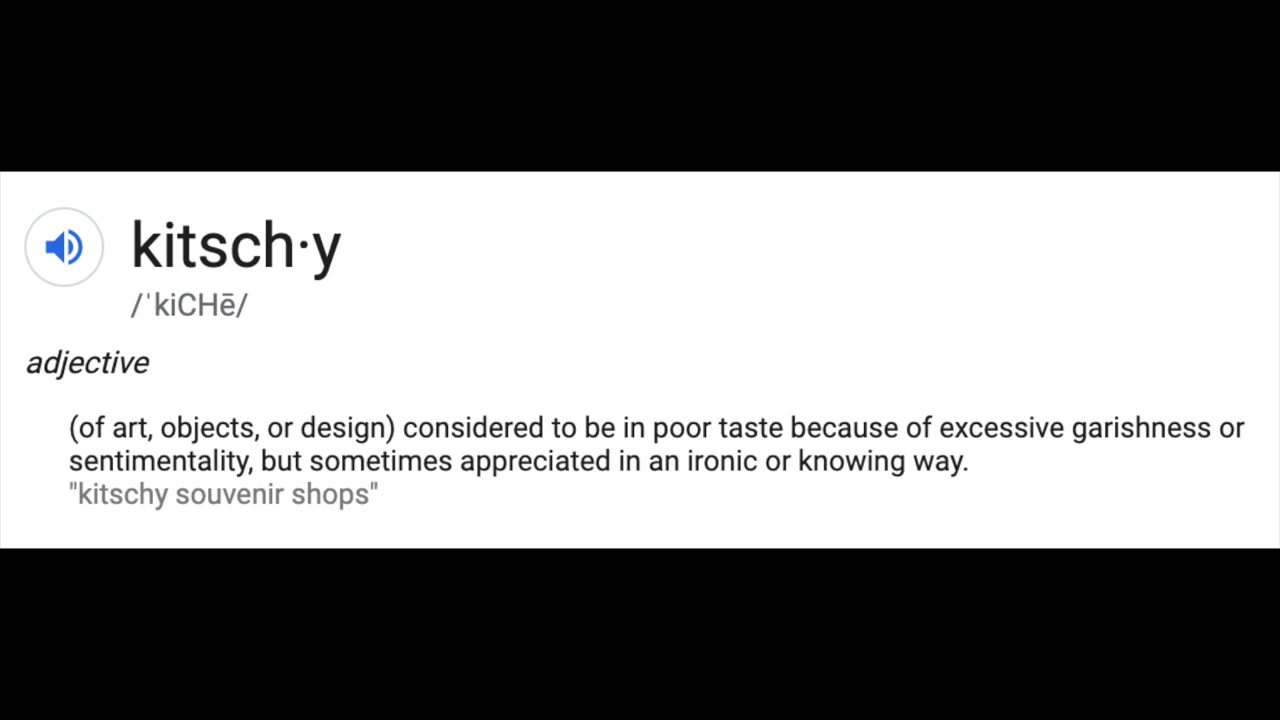 kitsch·y
/ˈkiCHē/
adjective
(of art, objects, or design) considered to be in poor taste because of excessive garishness or
sentimentality, but sometimes appreciated in an ironic or knowing way.
"kitschy souvenir shops"